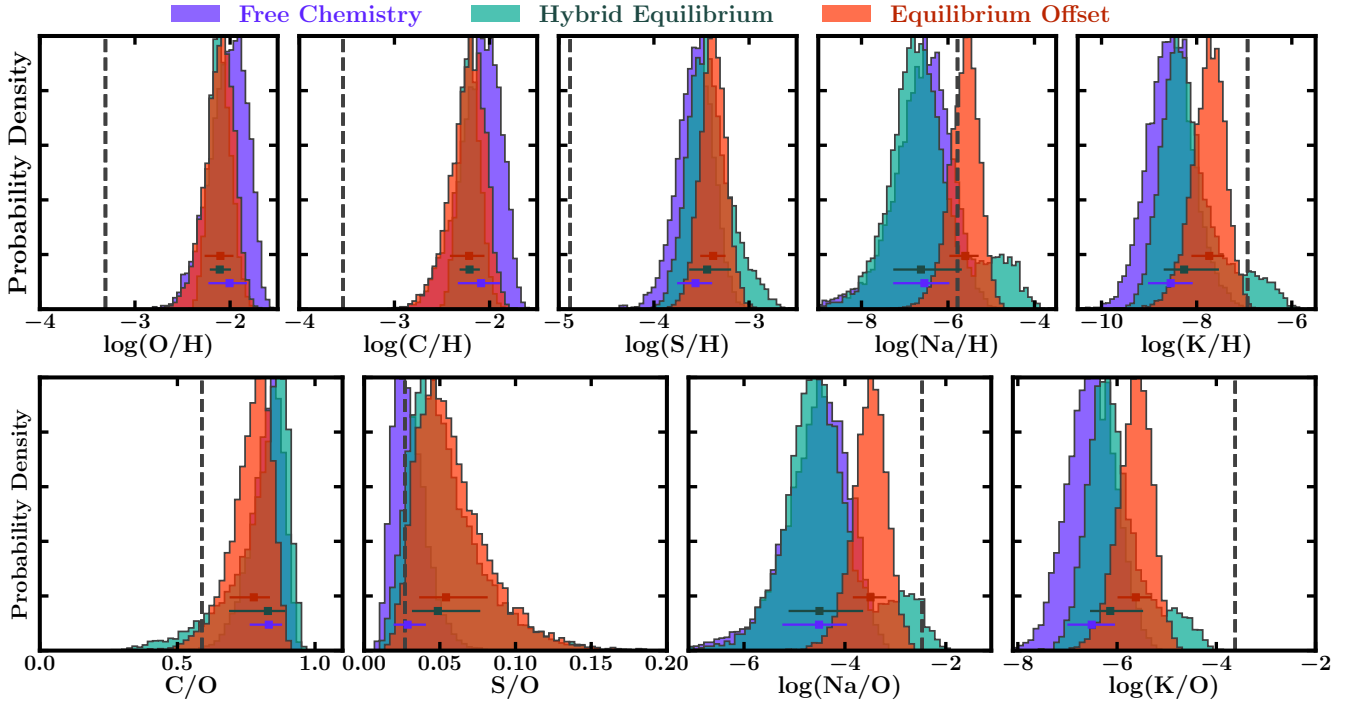 Free Chemistry Hybrid Equilibrium Equilibrium Offset
Probability Density
−4 −3 −2 −4 −3 −2 −5 −4 −3 −8 −6 −4 −10 −8 −6
log(O/H) log(C/H) log(S/H) log(Na/H) log(K/H)
Probability Density
0.0 0.5 1.0 0.00 0.05 0.10 0.15 0.20 −6 −4 −2 −8 −6 −4 −2
C/O S/O log(Na/O) log(K/O)